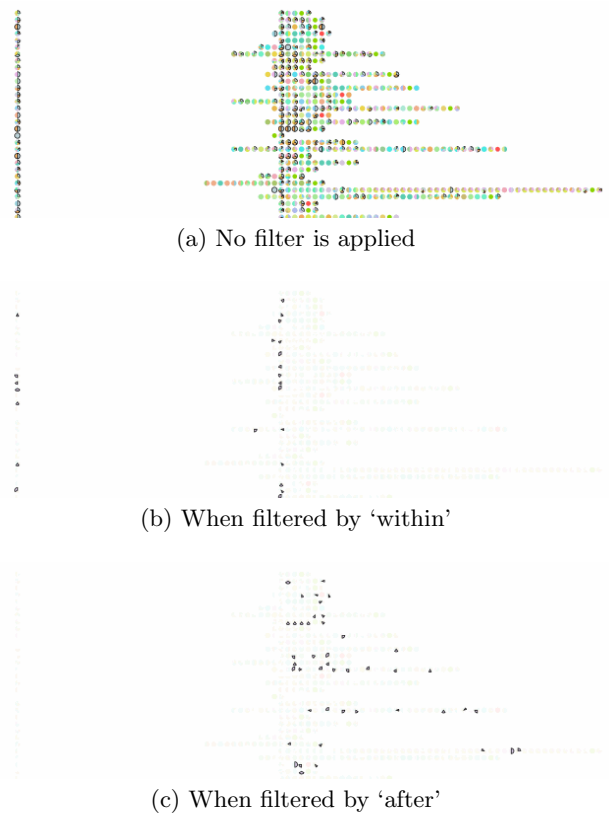 (a) No filter is applied
(b) When filtered by ‘within’
(c) When filtered by ‘after’